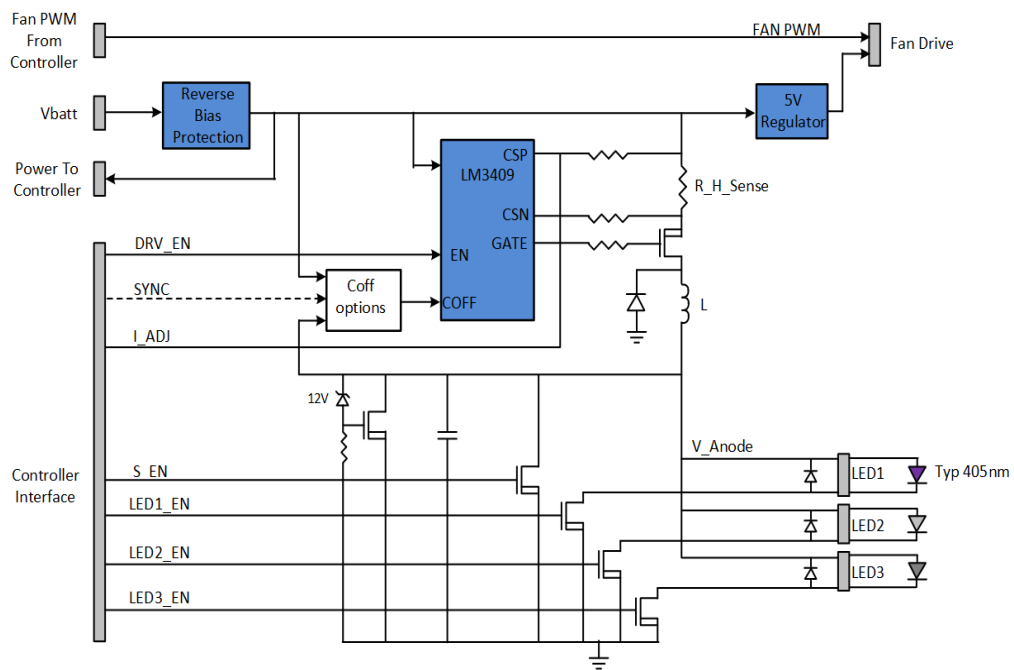 Fan PWM
From
Controller
FAN PWM
Fan Drive
Vbatt
Reverse
Bias
Protection
5V
Regulator
Power To
Controller
CSP
LM3409
R_H_Sense
CSN
GATE
DRV_EN
EN
SYNC
Coff
options
COFF
L
I_ADJ
12V
V_Anode
Controller
Interface
S_EN
LED1
Typ 405nm
LED1_EN
LED2
LED2_EN
LED3
LED3_EN